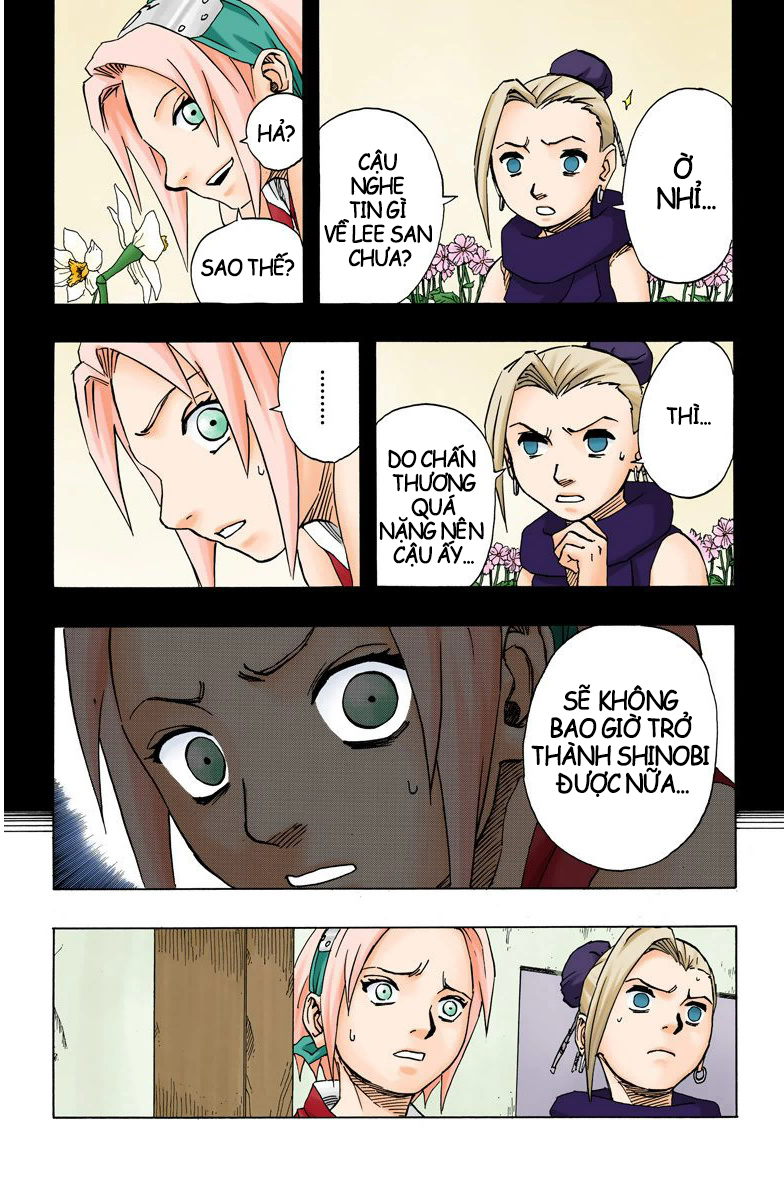 Ờ
NHỈ...
CẬU
NGHE
TIN GÌ
VỀ LEE SAN
CHƯA?
HẢ?
SAO THẾ?
THÌ...
DO CHẤN
THƯƠNG
QUÁ
NẶNG NÊN
CẬU ẤY...
.........
SẼ KHÔNG
BAO GIỜ TRỞ
THÀNH SHINOBI
ĐƯỢC NỮA...